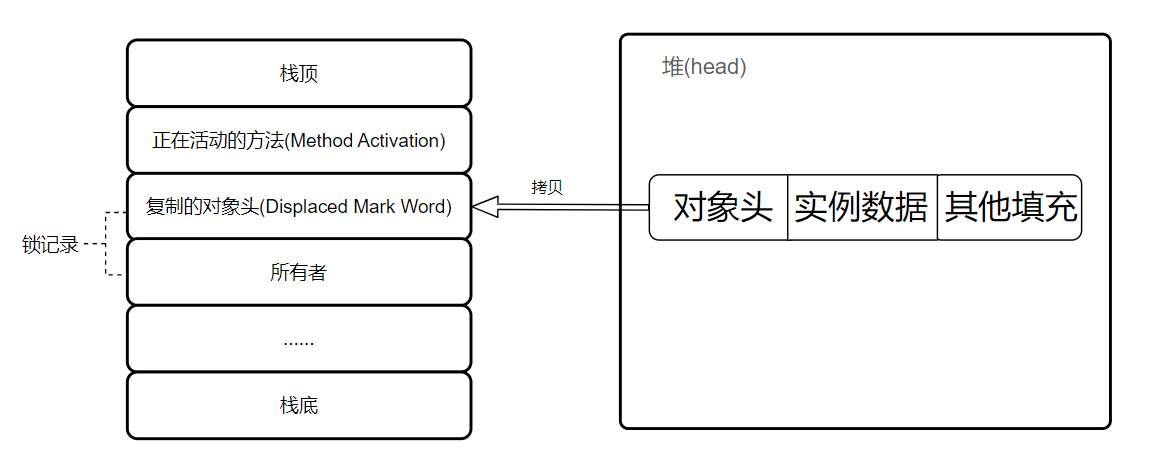 栈顶
正在活动的方法(Method Activation)
复制的对象头(Displaced Mark Word)
锁记录
所有者
......
栈底
拷贝
堆(head)
对象头
实例数据
其他填充